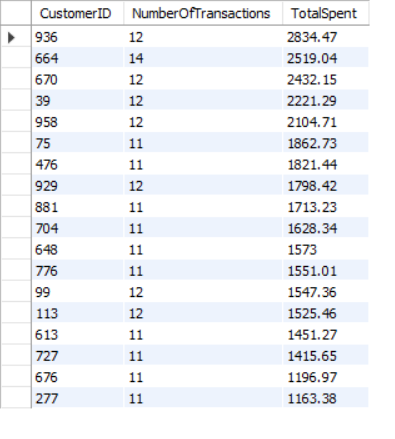 CustomerID NumberOfTransactions TotalSpent
936 12 2834.47
664 14 2519.04
670 12 2432.15
39 12 2221.29
958 12 2104.71
75 11 1862.73
476 11 1821.44
929 12 1798.42
881 11 1713.23
704 11 1628.34
648 11 1573
776 11 1551.01
99 12 1547.36
113 12 1525.46
613 11 1451.27
727 11 1415.65
676 11 1196.97
277 11 1163.38